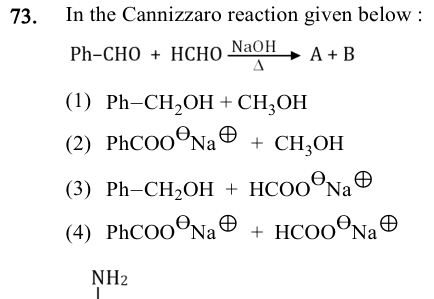 73. In the Cannizzaro reaction given below :
Ph–CHO + HCHO NaOH/Δ → A + B
(1) Ph–CH₂OH + CH₃OH
(2) PhCOO⊖Na⊕ + CH₃OH
(3) Ph–CH₂OH + HCOO⊖Na⊕
(4) PhCOO⊖Na⊕ + HCOO⊖Na⊕
NH₂